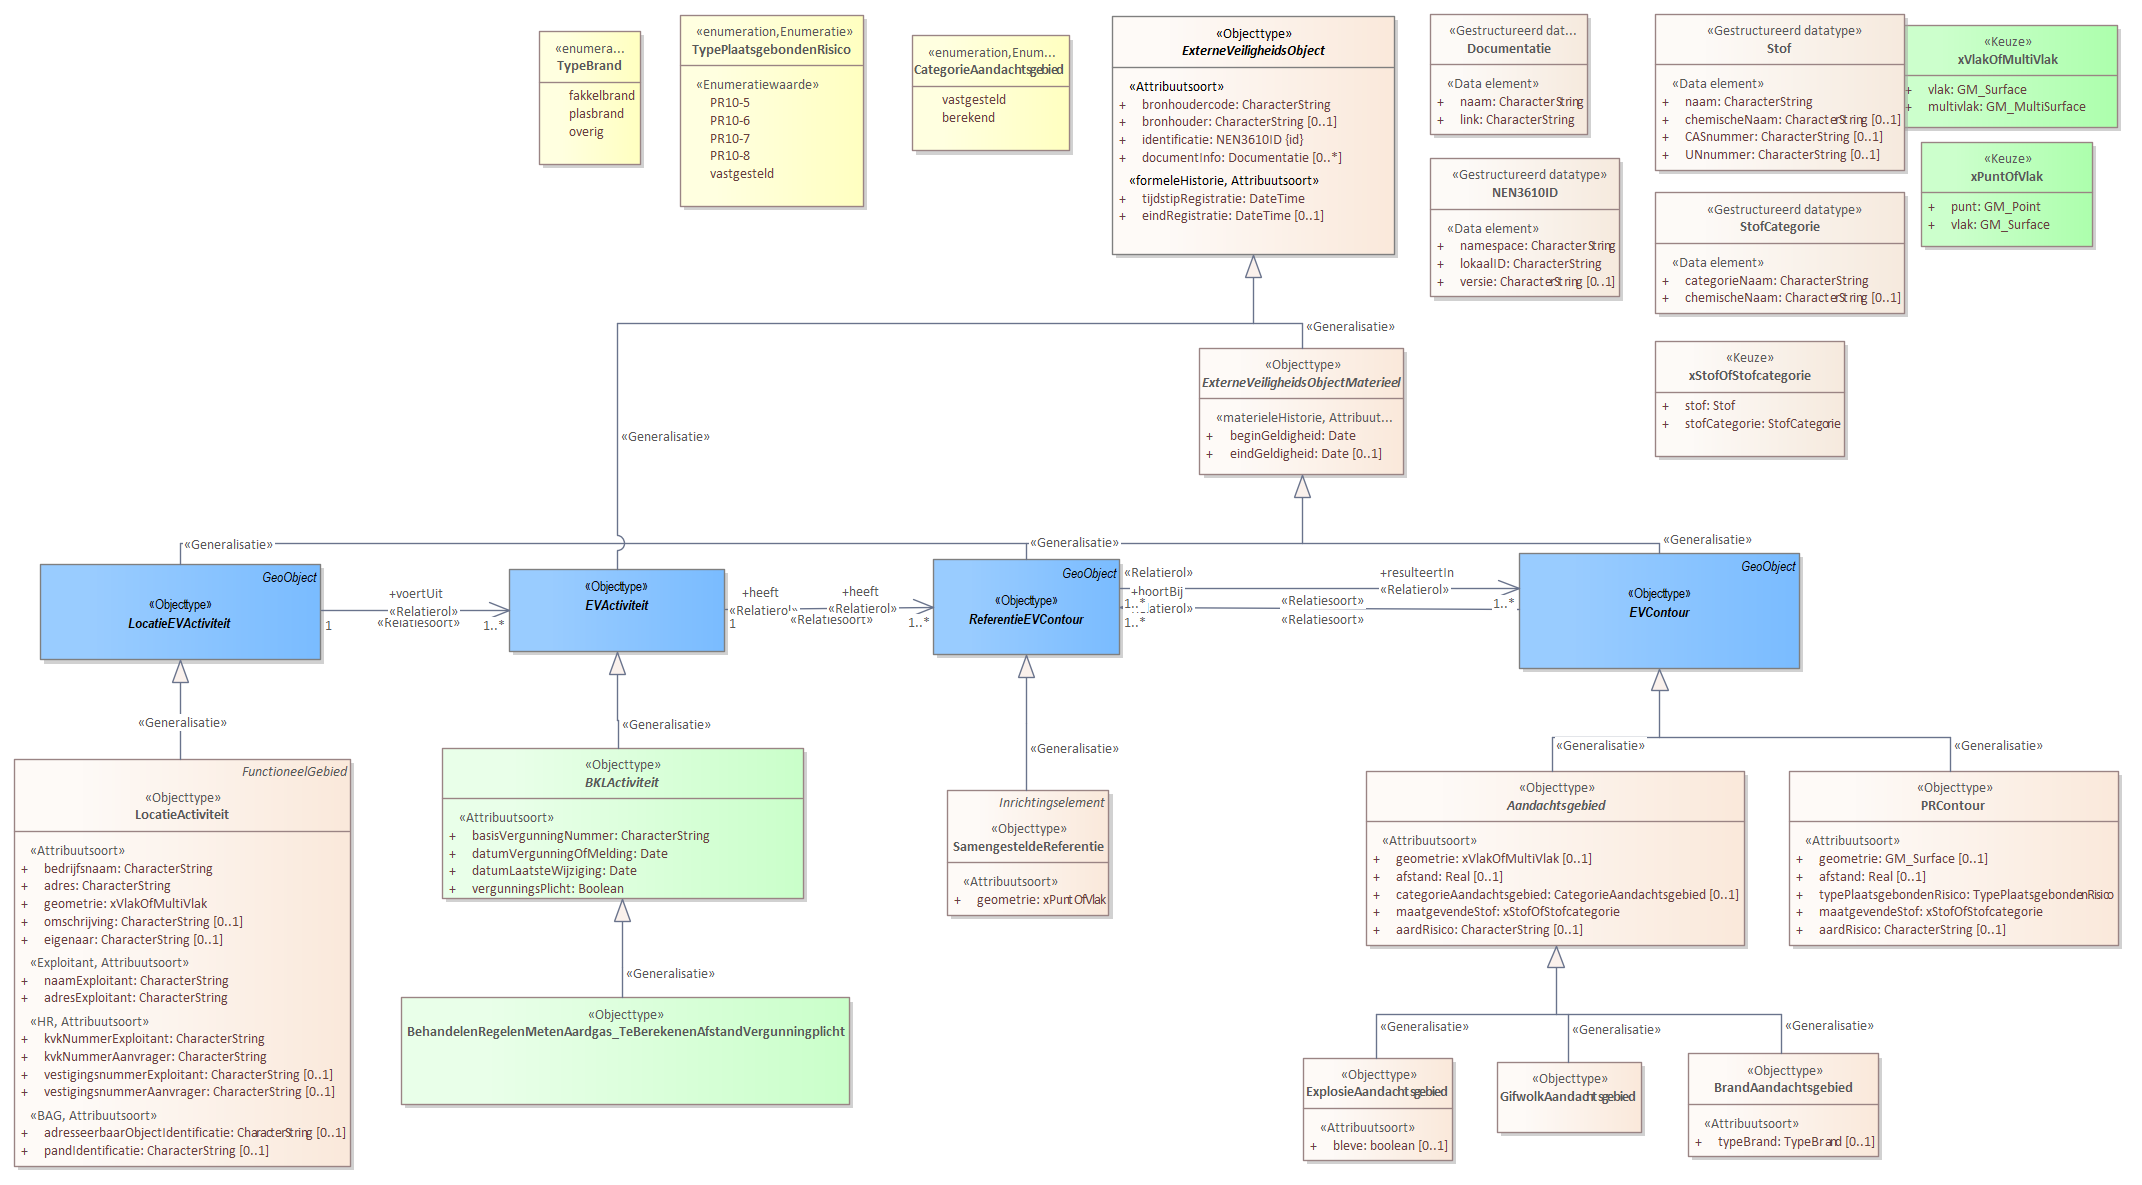 «enumera...
TypeBrand
fakkelbrand
plasbrand
overig
«enumeration,Enumeratie»
TypePlaatsgebondenRisico
«Enumeratiewaarde»
PR10-5
PR10-6
PR10-7
PR10-8
vastgesteld
«enumeration,Enum...
CategorieAandachtsgebied
vastgesteld
berekend
«Objecttype»
ExterneVeiligheidsObject
«Attribuutsoort»
+ bronhoudercode: CharacterString
+ bronhouder: CharacterString [0..1]
+ identificatie: NEN3610ID {id}
+ documentInfo: Documentatie [0..*]
«formeleHistorie, Attribuutsoort»
+ tijdstipRegistratie: DateTime
+ eindRegistratie: DateTime [0..1]
«Gestructureerd dat...
Documentatie
«Data element»
+ naam: CharacterString
+ link: CharacterString
«Gestructureerd datatype»
NEN3610ID
«Data element»
+ namespace: CharacterString
+ lokaalID: CharacterString
+ versie: CharacterString [0..1]
«Gestructureerd datatype»
Stof
«Data element»
+ naam: CharacterString
+ chemischeNaam: CharacterString [0..1]
+ CASnummer: CharacterString [0..1]
+ UNnummer: CharacterString [0..1]
«Keuze»
xVlakOfMultiVlak
+ vlak: GM_Surface
+ multivlak: GM_MultiSurface
«Keuze»
xPuntOfVlak
+ punt: GM_Point
+ vlak: GM_Surface
«Gestructureerd datatype»
StofCategorie
«Data element»
+ categorieNaam: CharacterString
+ chemischeNaam: CharacterString [0..1]
«Keuze»
xStofOfStofcategorie
+ stof: Stof
+ stofCategorie: StofCategorie
«Generalisatie»
«Objecttype»
ExterneVeiligheidsObjectMaterieel
«materieleHistorie, Attribuut...
+ beginGeldigheid: Date
+ eindGeldigheid: Date [0..1]
«Generalisatie»
«Generalisatie»
«Generalisatie»
«Generalisatie»
GeoObject
«Objecttype»
LocatieEVActiviteit
+voertUit
«Relatierol»
«Relatiesoort»
1
1..*
«Objecttype»
EVActiviteit
+heeft
«Relatierol»
1
+heeft
«Relatierol»
«Relatiesoort»
1..*
GeoObject
«Objecttype»
ReferentieEVContour
«Relatierol»
+hoortBij
1..*
«Relatierol»
1..*
+resulteertIn
«Relatierol»
«Relatiesoort»
1..*
«Relatiesoort»
GeoObject
«Objecttype»
EVContour
«Generalisatie»
«Generalisatie»
«Generalisatie»
«Generalisatie»
«Generalisatie»
FunctioneelGebied
«Objecttype»
LocatieActiviteit
«Attribuutsoort»
+ bedrijfsnaam: CharacterString
+ adres: CharacterString
+ geometrie: xVlakOfMultiVlak
+ omschrijving: CharacterString [0..1]
+ eigenaar: CharacterString [0..1]
«Exploitant, Attribuutsoort»
+ naamExploitant: CharacterString
+ adresExploitant: CharacterString
«HR, Attribuutsoort»
+ kvkNummerExploitant: CharacterString
+ kvkNummerAanvrager: CharacterString
+ vestigingsnummerExploitant: CharacterString [0..1]
+ vestigingsnummerAanvrager: CharacterString [0..1]
«BAG, Attribuutsoort»
+ adresseerbaarObjectIdentificatie: CharacterString [0..1]
+ pandIdentificatie: CharacterString [0..1]
«Objecttype»
BKLActiviteit
«Attribuutsoort»
+ basisVergunningNummer: CharacterString
+ datumVergunningOfMelding: Date
+ datumLaatsteWijziging: Date
+ vergunningsPlicht: Boolean
«Generalisatie»
«Objecttype»
BehandelenRegelenMetenAardgas_TeBerekenenAfstandVergunningplicht
Inrichtingselement
«Objecttype»
SamengesteldeReferentie
«Attribuutsoort»
+ geometrie: xPuntOfVlak
«Objecttype»
Aandachtsgebied
«Attribuutsoort»
+ geometrie: xVlakOfMultiVlak [0..1]
+ afstand: Real [0..1]
+ categorieAandachtsgebied: CategorieAandachtsgebied [0..1]
+ maatgevendeStof: xStofOfStofcategorie
+ aardRisico: CharacterString [0..1]
«Objecttype»
PRContour
«Attribuutsoort»
+ geometrie: GM_Surface [0..1]
+ afstand: Real [0..1]
+ typePlaatsgebondenRisico: TypePlaatsgebondenRisico
+ maatgevendeStof: xStofOfStofcategorie
+ aardRisico: CharacterString [0..1]
«Generalisatie»
«Generalisatie»
«Generalisatie»
«Objecttype»
ExplosieAandachtsgebied
«Attribuutsoort»
+ bleve: boolean [0..1]
«Objecttype»
GifwolkAandachtsgebied
«Objecttype»
BrandAandachtsgebied
«Attribuutsoort»
+ typeBrand: TypeBrand [0..1]